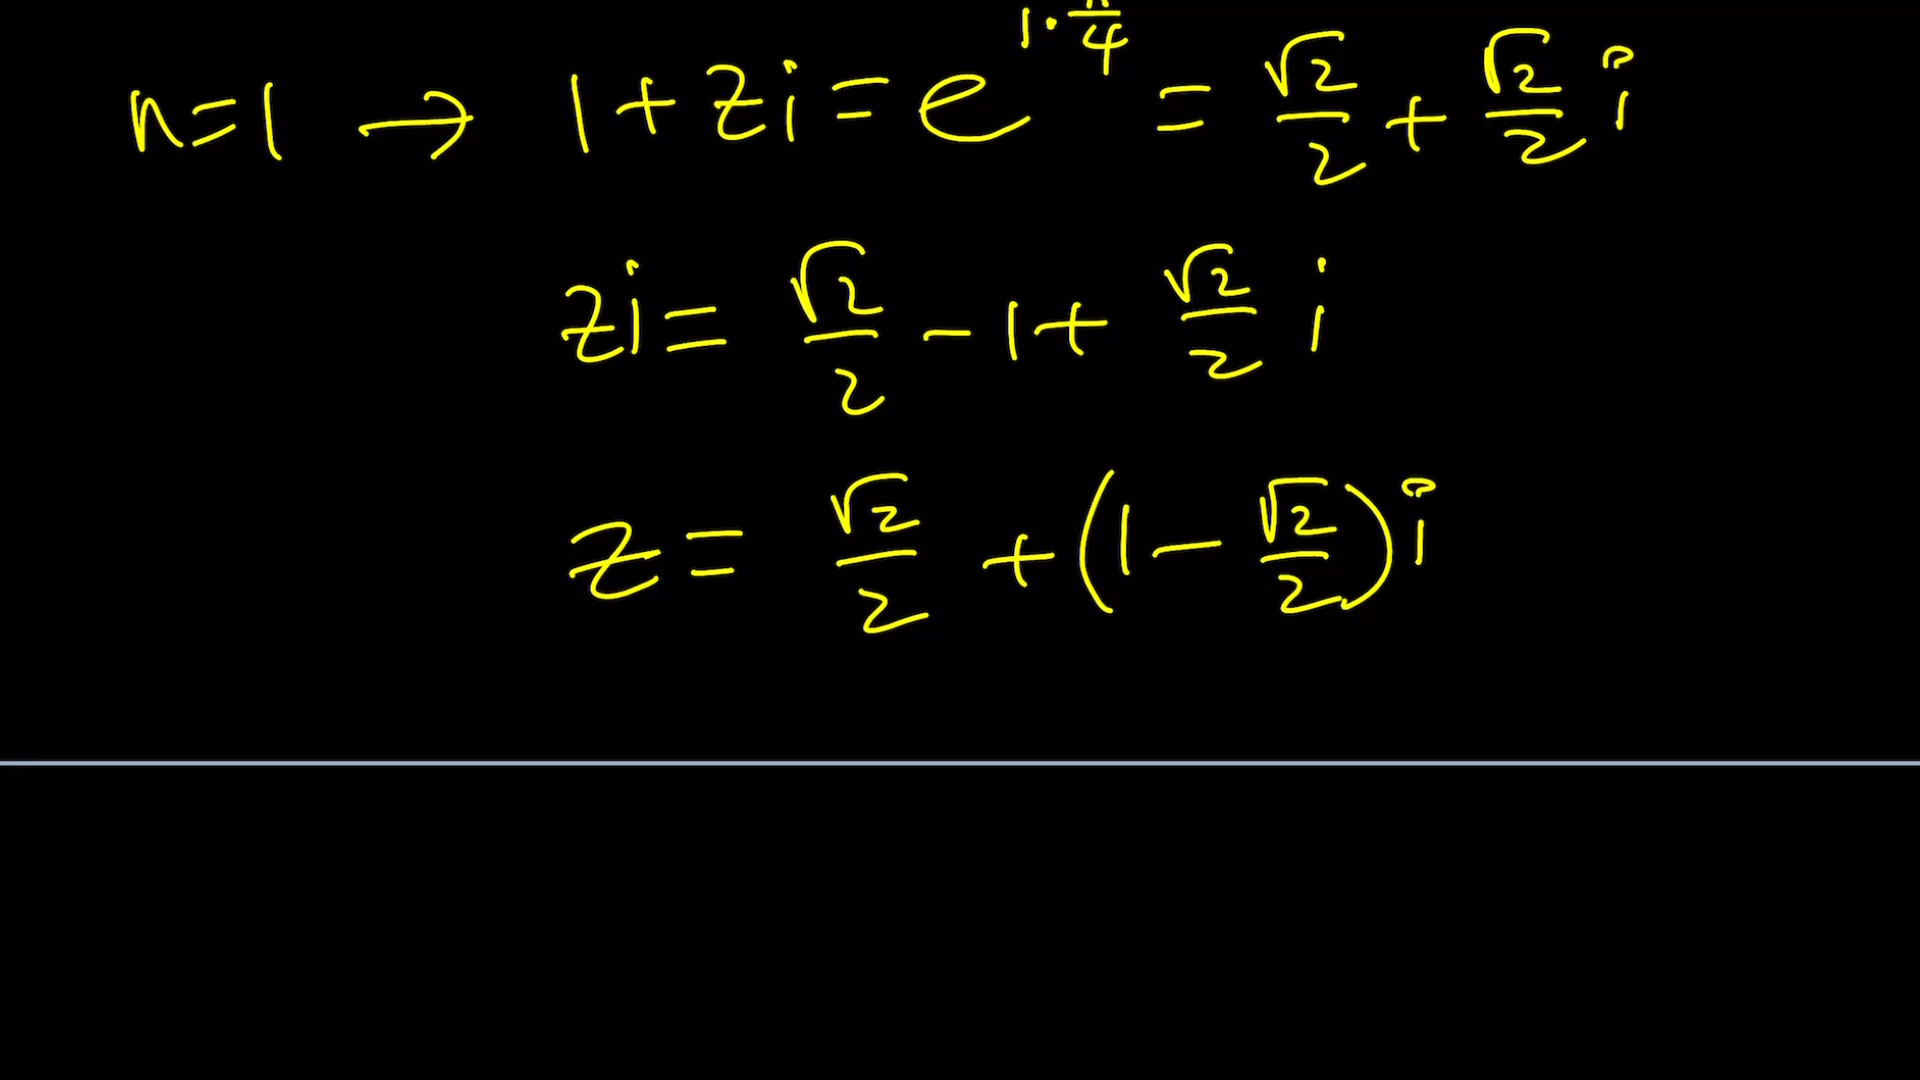 n=1 → 1+zi = e^{i·π/4} = √2/2 + √2/2 i
zi = √2/2 - 1 + √2/2 i
z = √2/2 + (1 - √2/2) i